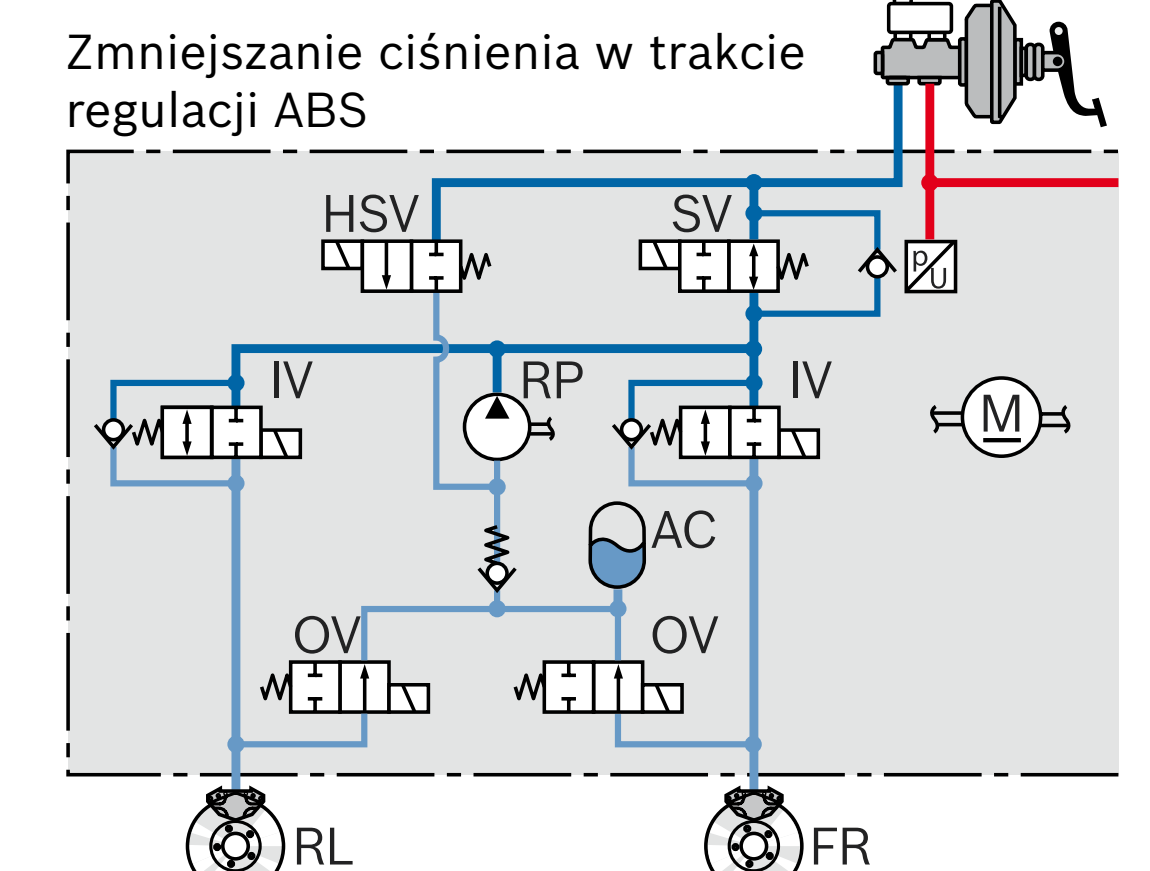 Zmniejszanie ciśnienia w trakcie
regulacji ABS
HSV
SV
p
U
IV
RP
IV
M
AC
OV
OV
RL
FR